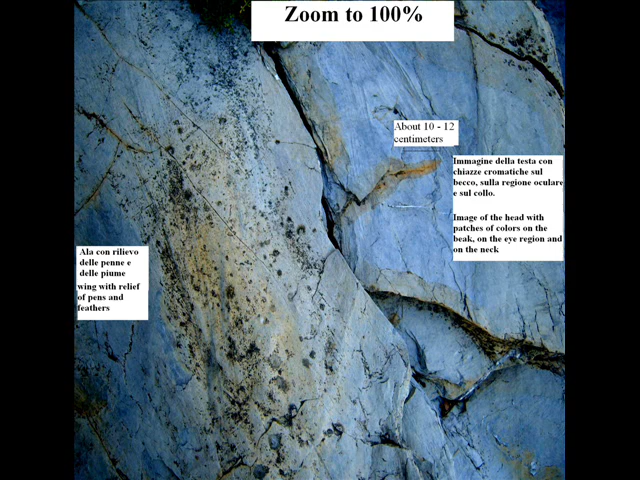 Zoom to 100%
About 10 - 12
centimeters
Immagine della testa con
chiazze cromatiche sul
becco, sulla regione oculare
e sul collo.
Image of the head with
patches of colors on the
beak, on the eye region and
on the neck
Ala con rilievo
delle penne e
delle piume
wing with relief
of pens and
feathers